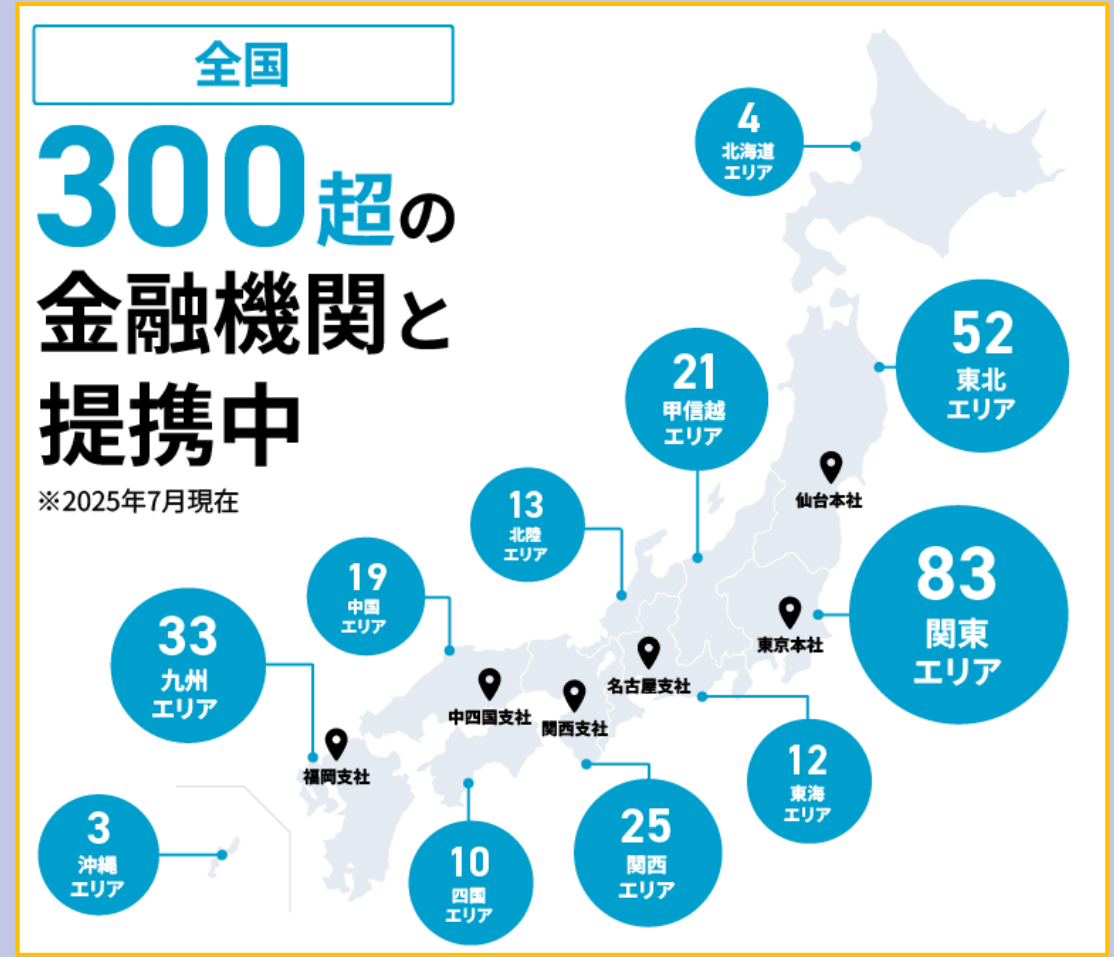 全国
300超の
金融機関と
提携中
※2025年7月現在
4
北海道
エリア
52
東北
エリア
21
甲信越
エリア
仙台本社
13
北陸
エリア
83
関東
エリア
19
中国
エリア
東京本社
33
九州
エリア
名古屋支社
中四国支社
関西支社
福岡支社
12
東海
エリア
3
沖縄
エリア
10
四国
エリア
25
関西
エリア